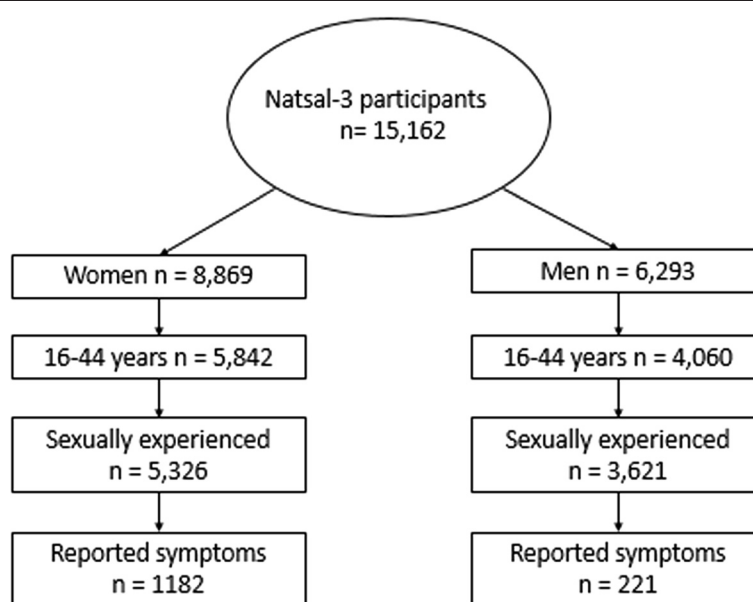 Natsal-3 participants
n= 15,162
Women n = 8,869
Men n = 6,293
16-44 years n = 5,842
16-44 years n = 4,060
Sexually experienced
n = 5,326
Sexually experienced
n = 3,621
Reported symptoms
n = 1182
Reported symptoms
n = 221